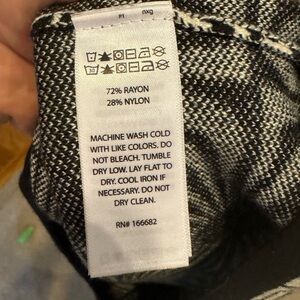 72% RAYON
28% NYLON
MACHINE WASH COLD
WITH LIKE COLORS. DO
NOT BLEACH. TUMBLE
DRY LOW. LAY FLAT TO
DRY. COOL IRON IF
NECESSARY. DO NOT
DRY CLEAN.
RN# 166682